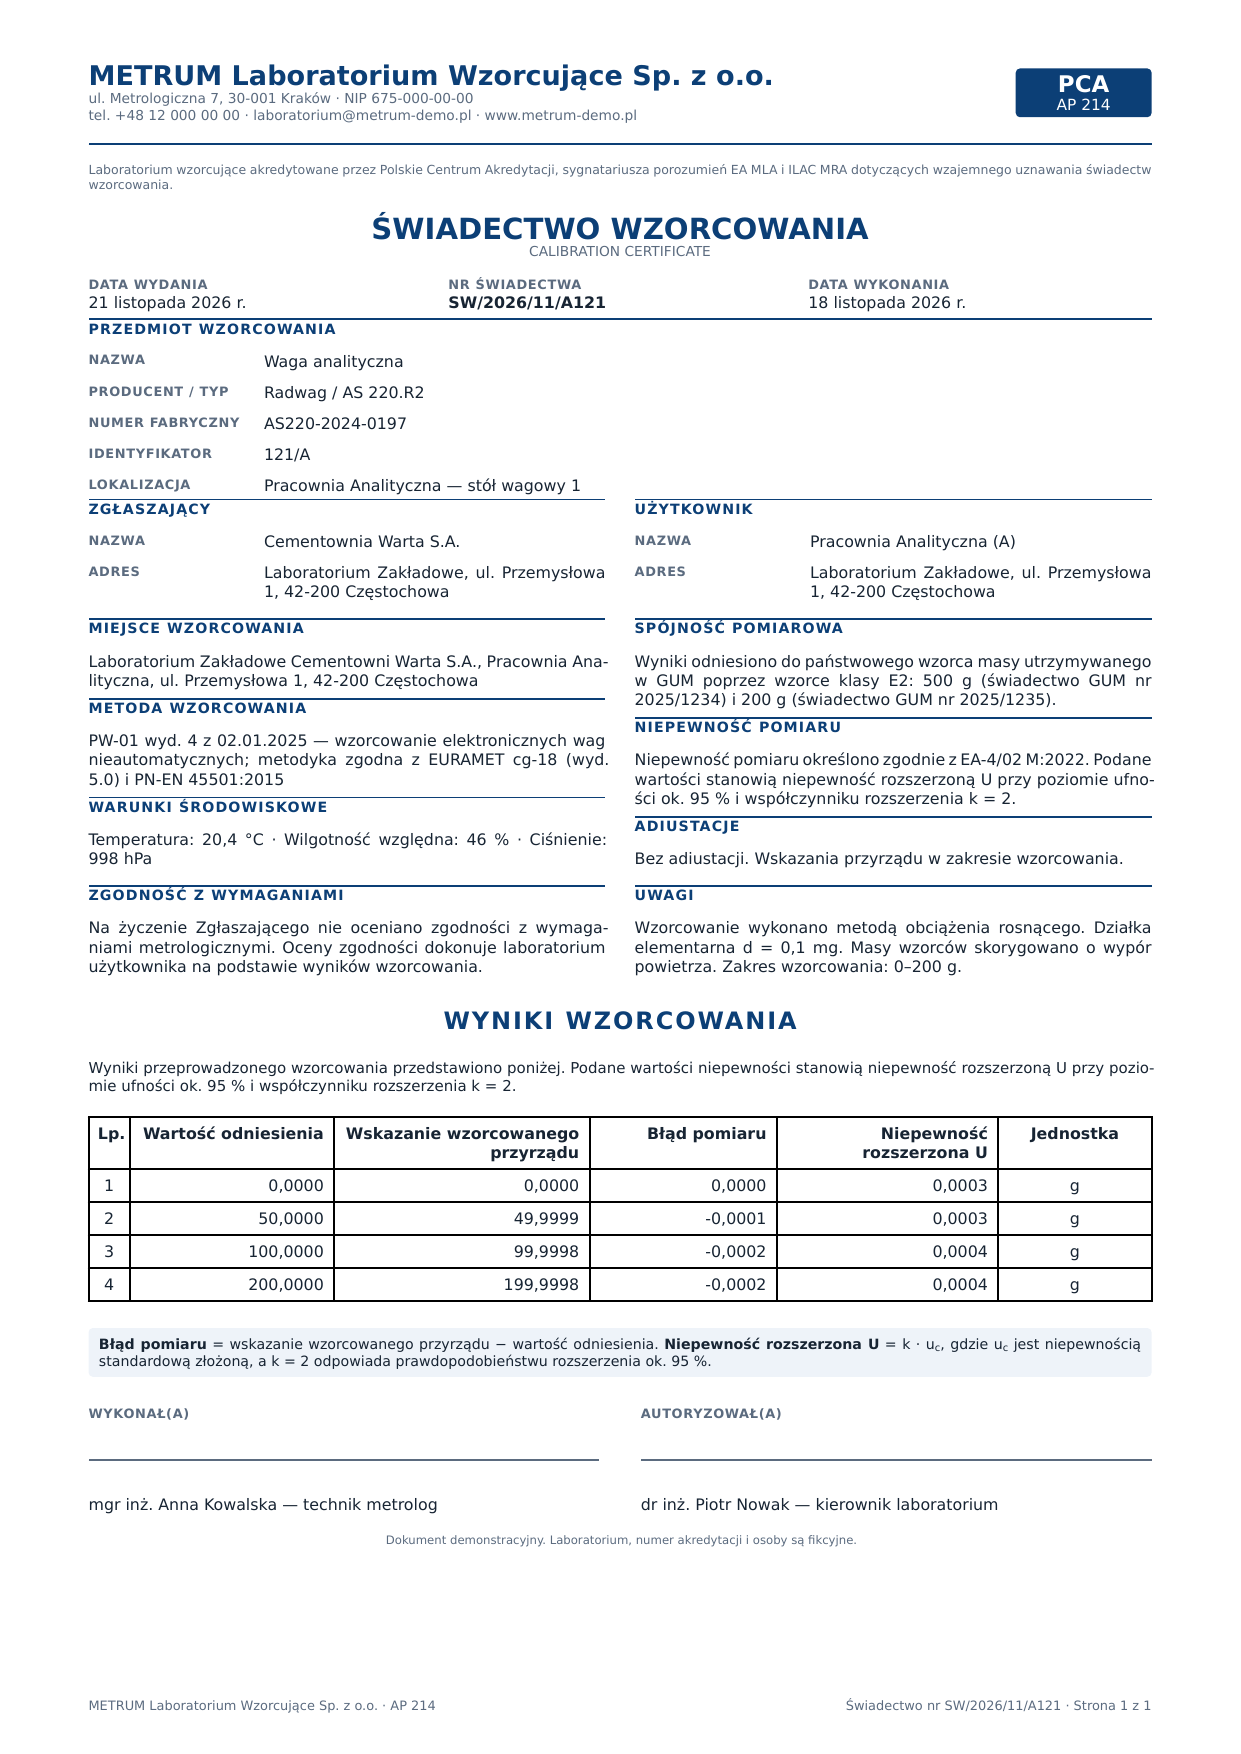 METRUM Laboratorium Wzorcujące Sp. z o.o.
ul. Metrologiczna 7, 30-001 Kraków · NIP 675-000-00-00
tel. +48 12 000 00 00 · laboratorium@metrum-demo.pl · www.metrum-demo.pl
PCA
AP 214
Laboratorium wzorcujące akredytowane przez Polskie Centrum Akredytacji, sygnatariusza porozumień EA MLA i ILAC MRA dotyczących wzajemnego uznawania świadectw
wzorcowania.
ŚWIADECTWO WZORCOWANIA
CALIBRATION CERTIFICATE
DATA WYDANIA
21 listopada 2026 r.
NR ŚWIADECTWA
SW/2026/11/A121
DATA WYKONANIA
18 listopada 2026 r.
PRZEDMIOT WZORCOWANIA
NAZWA Waga analityczna
PRODUCENT / TYP Radwag / AS 220.R2
NUMER FABRYCZNY AS220-2024-0197
IDENTYFIKATOR 121/A
LOKALIZACJA Pracownia Analityczna — stół wagowy 1
ZGŁASZAJĄCY
NAZWA Cementownia Warta S.A.
ADRES Laboratorium Zakładowe, ul. Przemysłowa
1, 42-200 Częstochowa
UŻYTKOWNIK
NAZWA Pracownia Analityczna (A)
ADRES Laboratorium Zakładowe, ul. Przemysłowa
1, 42-200 Częstochowa
MIEJSCE WZORCOWANIA
Laboratorium Zakładowe Cementowni Warta S.A., Pracownia Ana-
lityczna, ul. Przemysłowa 1, 42-200 Częstochowa
METODA WZORCOWANIA
PW-01 wyd. 4 z 02.01.2025 — wzorcowanie elektronicznych wag
nieautomatycznych; metodyka zgodna z EURAMET cg-18 (wyd.
5.0) i PN-EN 45501:2015
WARUNKI ŚRODOWISKOWE
Temperatura: 20,4 °C · Wilgotność względna: 46 % · Ciśnienie:
998 hPa
SPÓJNOŚĆ POMIAROWA
Wyniki odniesiono do państwowego wzorca masy utrzymywanego
w GUM poprzez wzorce klasy E2: 500 g (świadectwo GUM nr
2025/1234) i 200 g (świadectwo GUM nr 2025/1235).
NIEPEWNOŚĆ POMIARU
Niepewność pomiaru określono zgodnie z EA-4/02 M:2022. Podane
wartości stanowią niepewność rozszerzoną U przy poziomie ufno-
ści ok. 95 % i współczynniku rozszerzenia k = 2.
ADIUSTACJE
Bez adiustacji. Wskazania przyrządu w zakresie wzorcowania.
ZGODNOŚĆ Z WYMAGANIAMI
Na życzenie Zgłaszającego nie oceniano zgodności z wymaga-
niami metrologicznymi. Oceny zgodności dokonuje laboratorium
użytkownika na podstawie wyników wzorcowania.
UWAGI
Wzorcowanie wykonano metodą obciążenia rosnącego. Działka
elementarna d = 0,1 mg. Masy wzorców skorygowano o wypór
powietrza. Zakres wzorcowania: 0–200 g.
WYNIKI WZORCOWANIA
Wyniki przeprowadzonego wzorcowania przedstawiono poniżej. Podane wartości niepewności stanowią niepewność rozszerzoną U przy pozio-
mie ufności ok. 95 % i współczynniku rozszerzenia k = 2.
Lp. Wartość odniesienia Wskazanie wzorcowanego Błąd pomiaru Niepewność Jednostka
przyrządu rozszerzona U
1 0,0000 0,0000 0,0000 0,0003 g
2 50,0000 49,9999 -0,0001 0,0003 g
3 100,0000 99,9998 -0,0002 0,0004 g
4 200,0000 199,9998 -0,0002 0,0004 g
Błąd pomiaru = wskazanie wzorcowanego przyrządu − wartość odniesienia. Niepewność rozszerzona U = k · uc, gdzie uc jest niepewnością
standardową złożoną, a k = 2 odpowiada prawdopodobieństwu rozszerzenia ok. 95 %.
WYKONAŁ(A)
mgr inż. Anna Kowalska — technik metrolog
AUTORYZOWAŁ(A)
dr inż. Piotr Nowak — kierownik laboratorium
Dokument demonstracyjny. Laboratorium, numer akredytacji i osoby są fikcyjne.
METRUM Laboratorium Wzorcujące Sp. z o.o. · AP 214
Świadectwo nr SW/2026/11/A121 · Strona 1 z 1